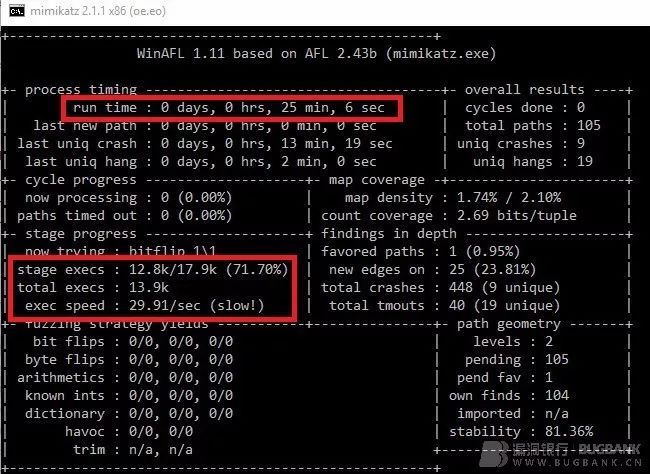 mimikatz 2.1.1 x86 (oe.eo)
WinAFL 1.11 based on AFL 2.43b (mimikatz.exe)
process timing overall results
run time : 0 days, 0 hrs, 25 min, 6 sec cycles done : 0
last new path : 0 days, 0 hrs, 0 min, 0 sec total paths : 105
last uniq crash : 0 days, 0 hrs, 13 min, 19 sec uniq crashes : 9
last uniq hang : 0 days, 0 hrs, 2 min, 0 sec uniq hangs : 19
cycle progress map coverage
now processing : 0 (0.00%) map density : 1.74% / 2.10%
paths timed out : 0 (0.00%) count coverage : 2.69 bits/tuple
stage progress findings in depth
now trying : bitflip 1\1 favored paths : 1 (0.95%)
stage execs : 12.8k/17.9k (71.70%) new edges on : 25 (23.81%)
total execs : 13.9k total crashes : 448 (9 unique)
exec speed : 29.91/sec (slow!) total tmouts : 40 (19 unique)
fuzzing strategy yields path geometry
bit flips : 0/0, 0/0, 0/0 levels : 2
byte flips : 0/0, 0/0, 0/0 pending : 105
arithmetics : 0/0, 0/0, 0/0 pend fav : 1
known ints : 0/0, 0/0, 0/0 own finds : 104
dictionary : 0/0, 0/0, 0/0 imported : n/a
havoc : 0/0, 0/0 stability : 81.36%
trim : n/a, n/a
漏洞银行·BUGBANK
WWW.BUGBANK.CN